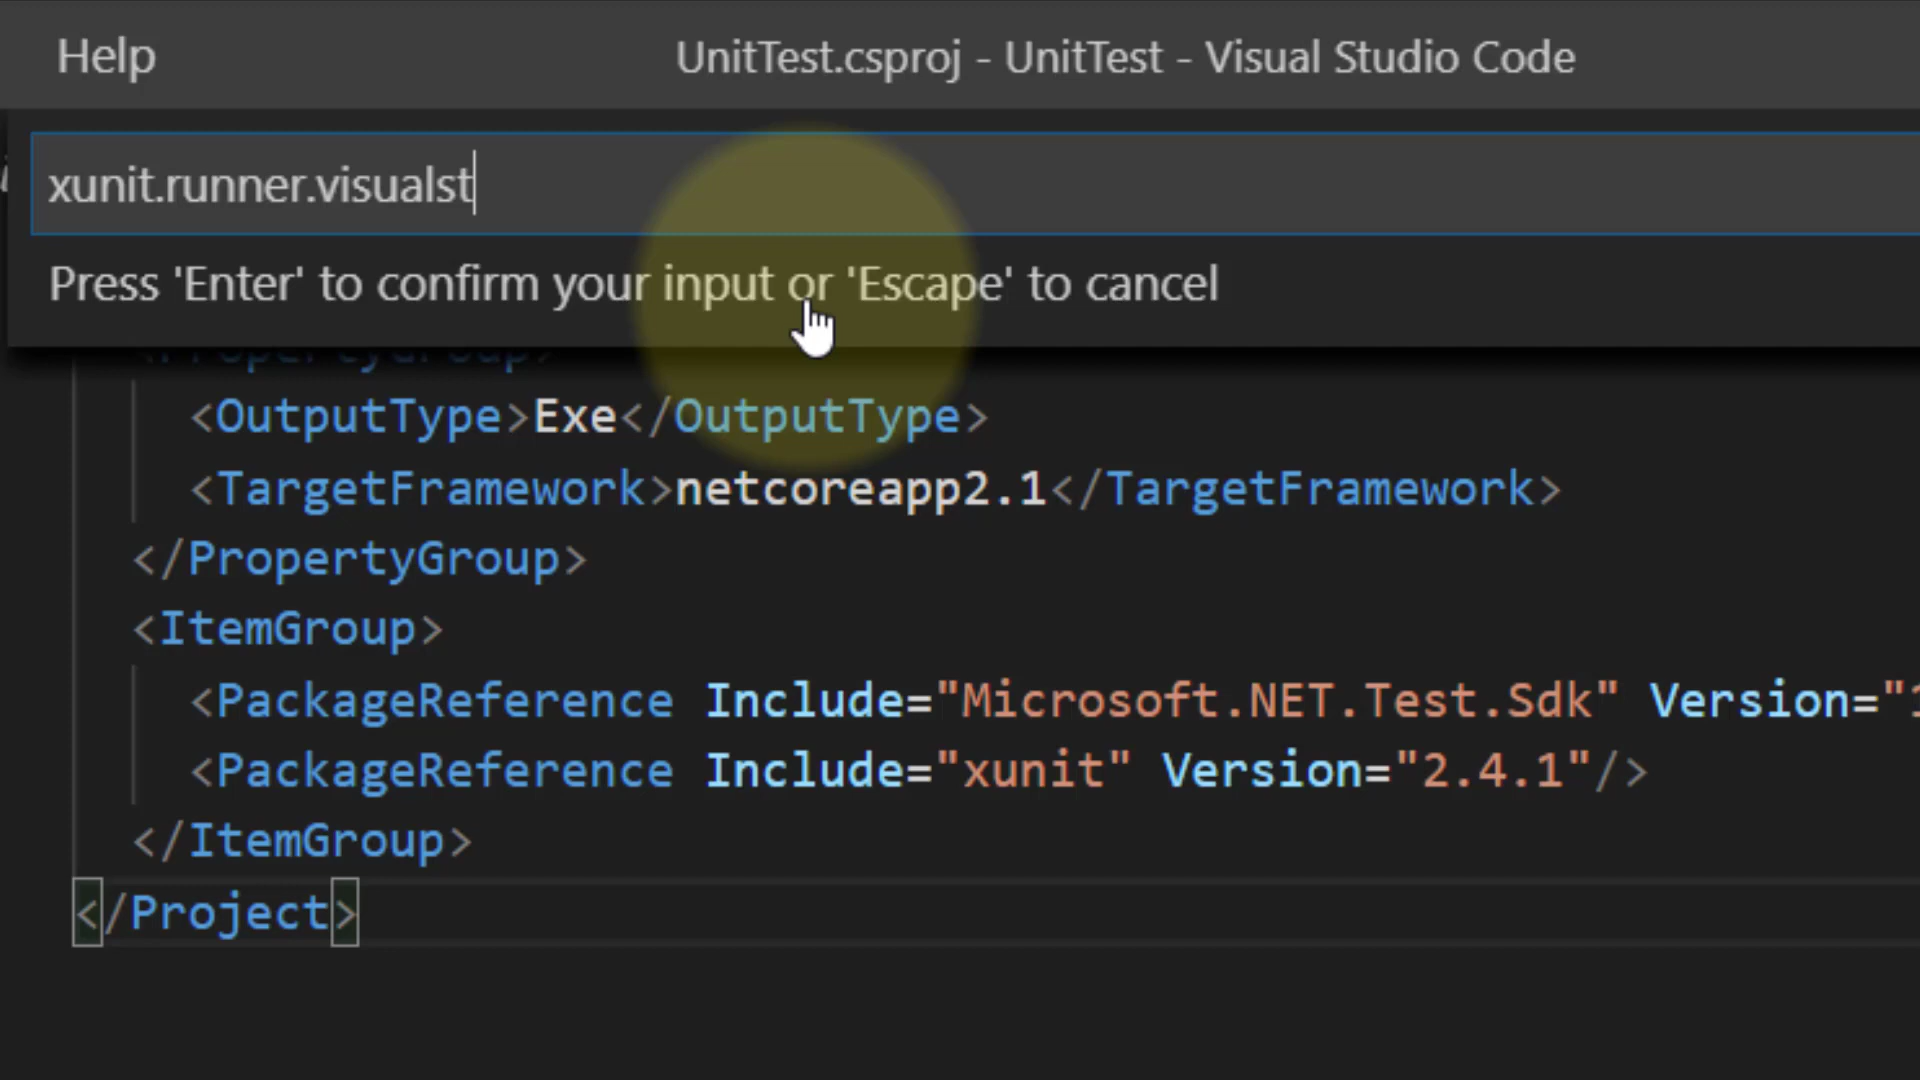 Help
UnitTest.csproj - UnitTest - Visual Studio Code
xunit.runner.visualst
Press 'Enter' to confirm your input or 'Escape' to cancel
<PropertyGroup>
<OutputType>Exe</OutputType>
<TargetFramework>netcoreapp2.1</TargetFramework>
</PropertyGroup>
<ItemGroup>
<PackageReference Include="Microsoft.NET.Test.Sdk" Version="1
<PackageReference Include="xunit" Version="2.4.1"/>
</ItemGroup>
</Project>